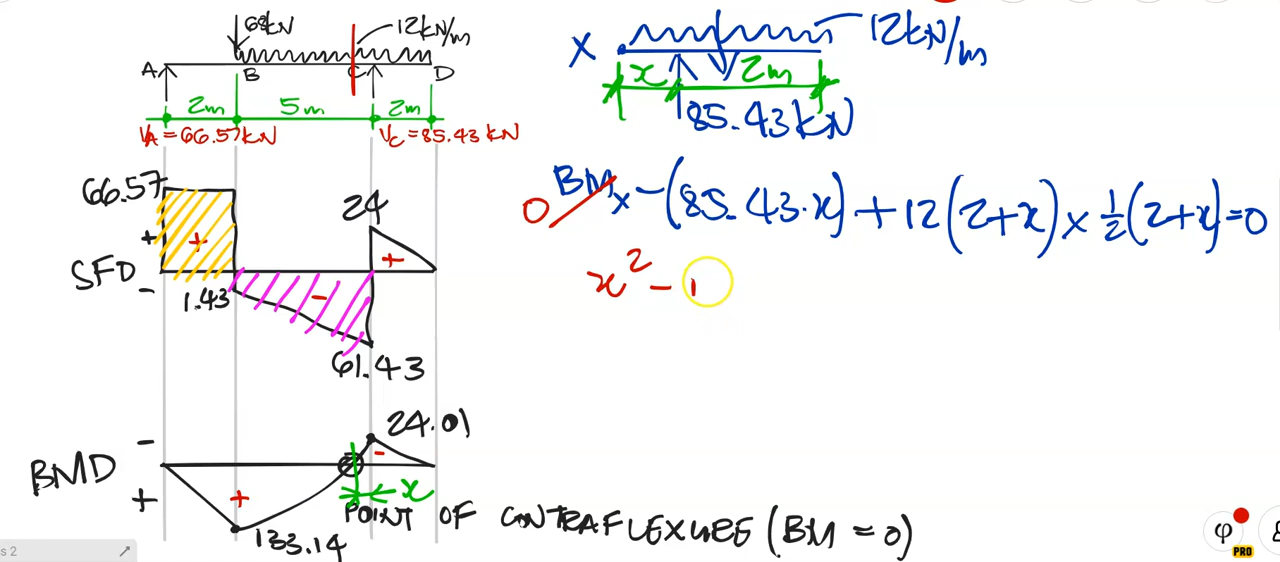 68kN
12kN/m
A B C D
2m 5m 2m
VA=66.57kN VC=85.43 kN
66.57
24
+
+
+
SFD
-
1.43
-
61.43
-
24.01
-
BMD
+
+
x
133.14
POINT OF CONTRAFLEXURE (BM = 0)
12kN/m
x
x 2m
85.43kN
0 BMx - (85.43.x) + 12(2+x) x 1/2(2+x)=0
x² - 1
s 2
φ
PRO